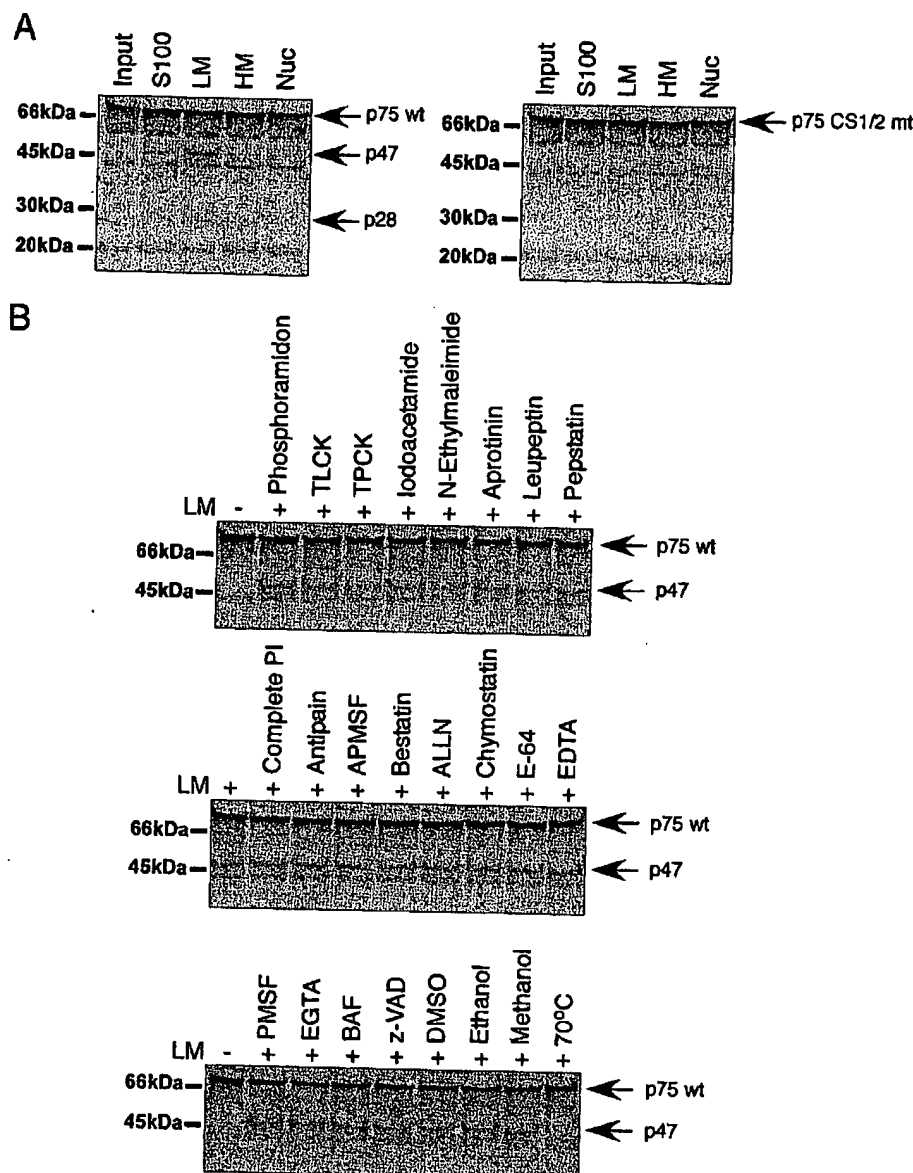 A
Input S100 LM HM Nuc
66kDa
45kDa
30kDa
20kDa
p75 wt
p47
p28
Input S100 LM HM Nuc
66kDa
45kDa
30kDa
20kDa
p75 CS1/2 mt
B
LM - + Phosphoramidon + TLCK + TPCK + Iodoacetamide + N-Ethylmaleimide + Aprotinin + Leupeptin + Pepstatin
66kDa
45kDa
p75 wt
p47
LM + + Complete PI + Antipain + APMSF + Bestatin + ALLN + Chymostatin + E-64 + EDTA
66kDa
45kDa
p75 wt
p47
LM - + PMSF + EGTA + BAF + z-VAD + DMSO + Ethanol + Methanol + 70ºC
66kDa
45kDa
p75 wt
p47